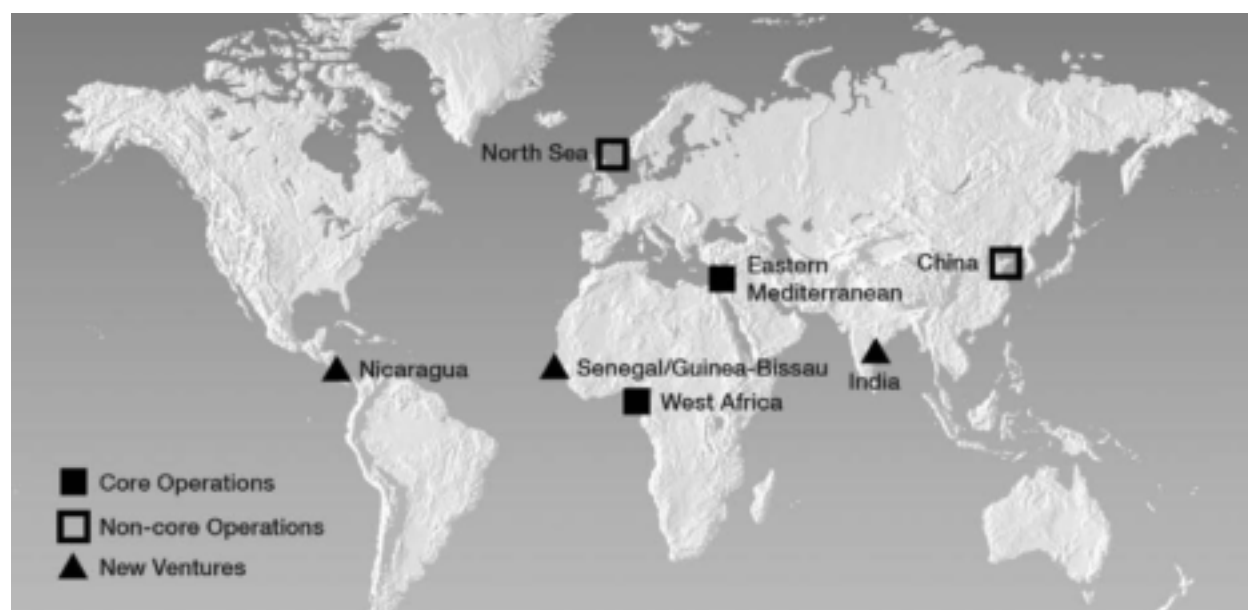 North Sea
Eastern
Mediterranean
China
Nicaragua
Senegal/Guinea-Bissau
India
West Africa
Core Operations
Non-core Operations
New Ventures